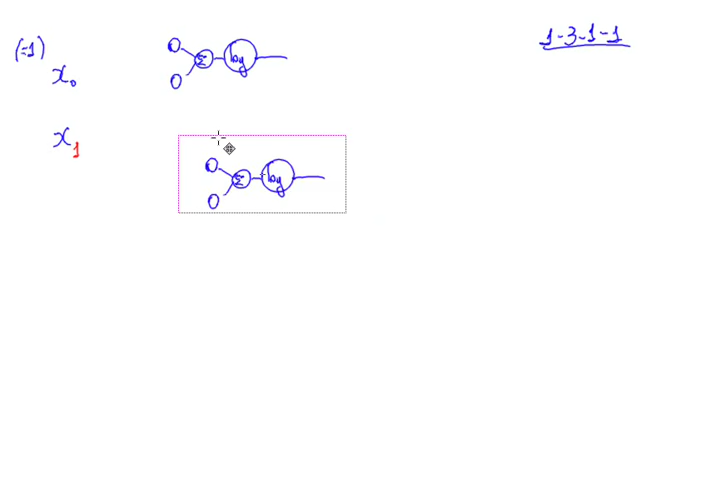 (=1)
x₀
O
O
Σ
log
1-3-1-1
x₁
O
O
Σ
log